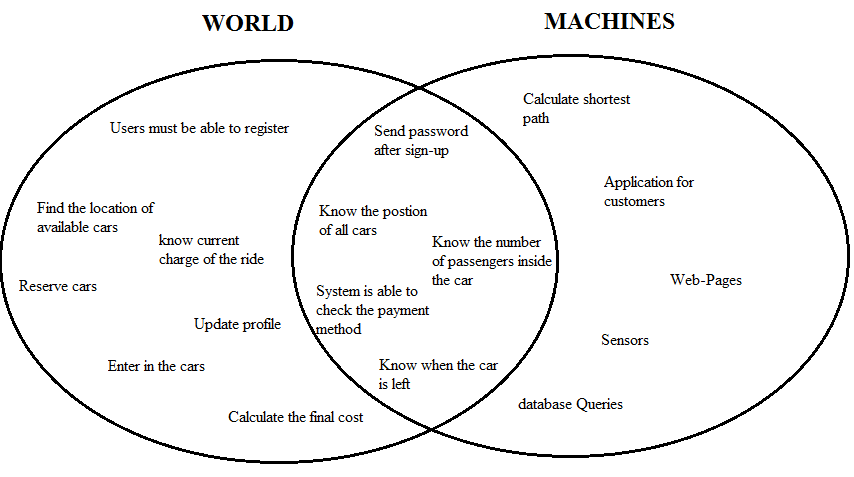 WORLD
MACHINES
Users must be able to register
Find the location of
available cars
know current
charge of the ride
Reserve cars
Update profile
Enter in the cars
Calculate the final cost
Send password
after sign-up
Know the postion
of all cars
Know the number
of passengers inside
the car
System is able to
check the payment
method
Know when the car
is left
Calculate shortest
path
Application for
customers
Web-Pages
Sensors
database Queries